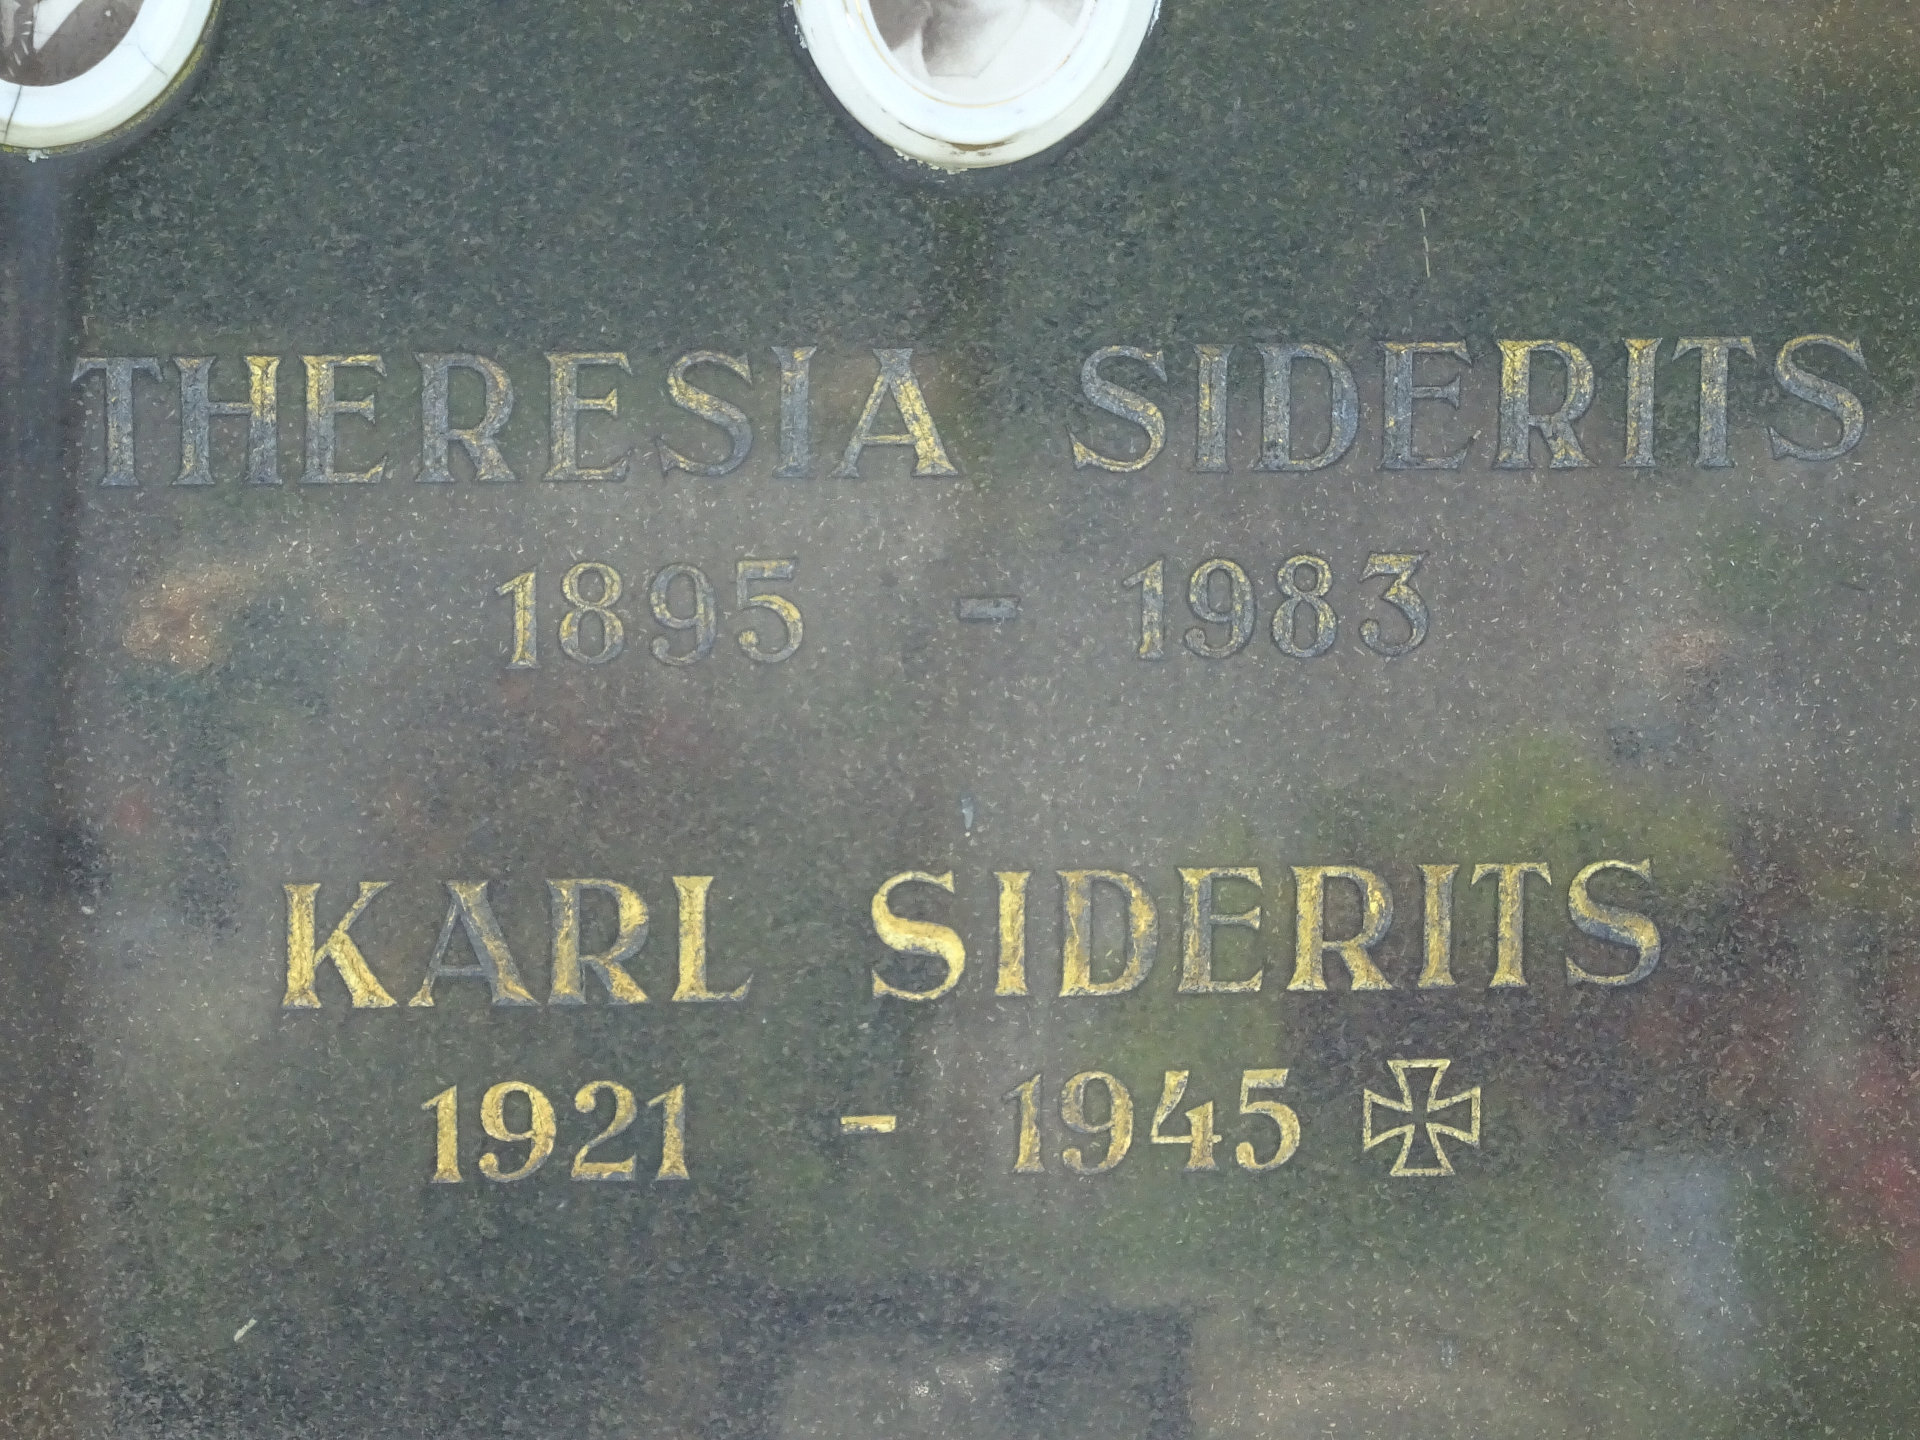 THERESIA SIDERITS
1895 - 1983
KARL SIDERITS
1921 - 1945